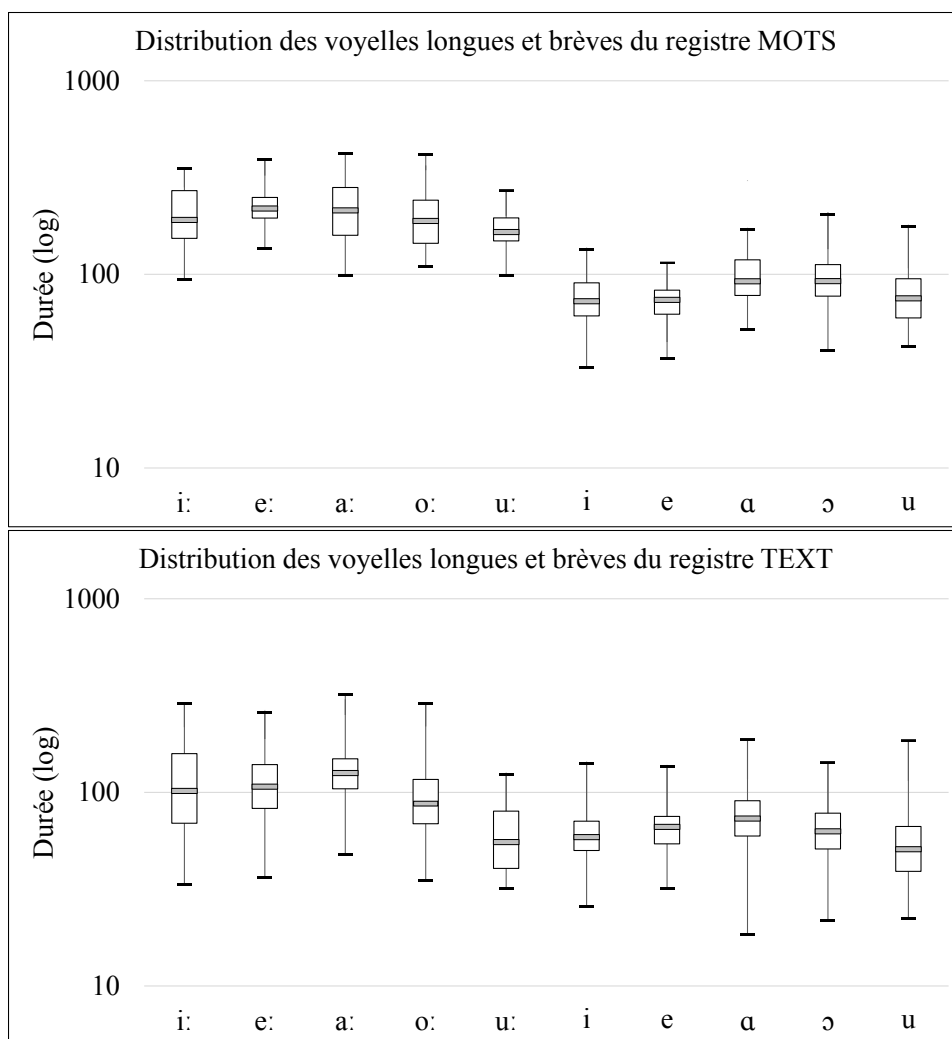 Distribution des voyelles longues et brèves du registre MOTS
1000
100
10
Durée (log)
iː eː aː oː uː i e ɑ ɔ u
Distribution des voyelles longues et brèves du registre TEXT
1000
100
10
Durée (log)
iː eː aː oː uː i e ɑ ɔ u